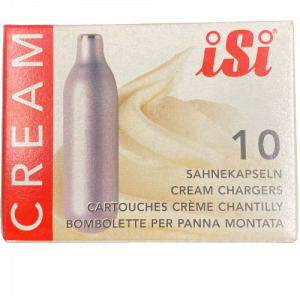 CREAM
iSi
10
SAHNEKAPSELN
CREAM CHARGERS
CARTOUCHES CRÈME CHANTILLY
BOMBOLETTE PER PANNA MONTATA